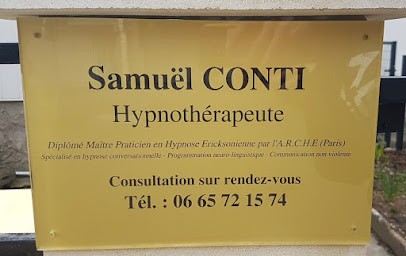 Samuël CONTI
Hypnothérapeute
Diplômé Maître Praticien en Hypnose Ericksonienne par l'A.R.C.H.E (Paris)
Spécialisé en hypnose conversationnelle - Programmation neuro-linguistique - Communication non violente
Consultation sur rendez-vous
Tél. : 06 65 72 15 74